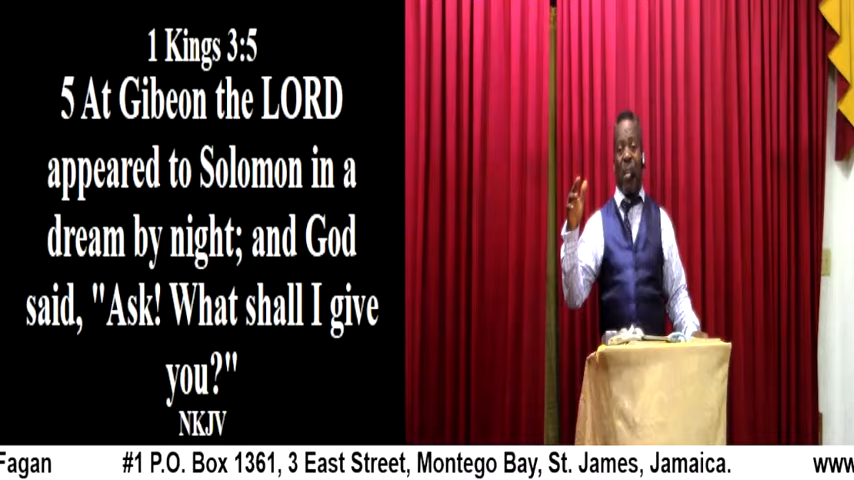 1 Kings 3:5
5 At Gibeon the LORD
appeared to Solomon in a
dream by night; and God
said, "Ask! What shall I give
you?"
NKJV
Fagan #1 P.O. Box 1361, 3 East Street, Montego Bay, St. James, Jamaica. www